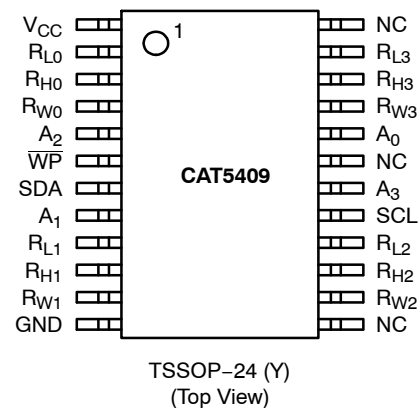 V_CC NC
1
R_L0 R_L3
R_H0 R_H3
R_W0 R_W3
A_2 A_0
W̅P̅ NC
CAT5409
SDA A_3
A_1 SCL
R_L1 R_L2
R_H1 R_H2
R_W1 R_W2
GND NC
TSSOP−24 (Y)
(Top View)